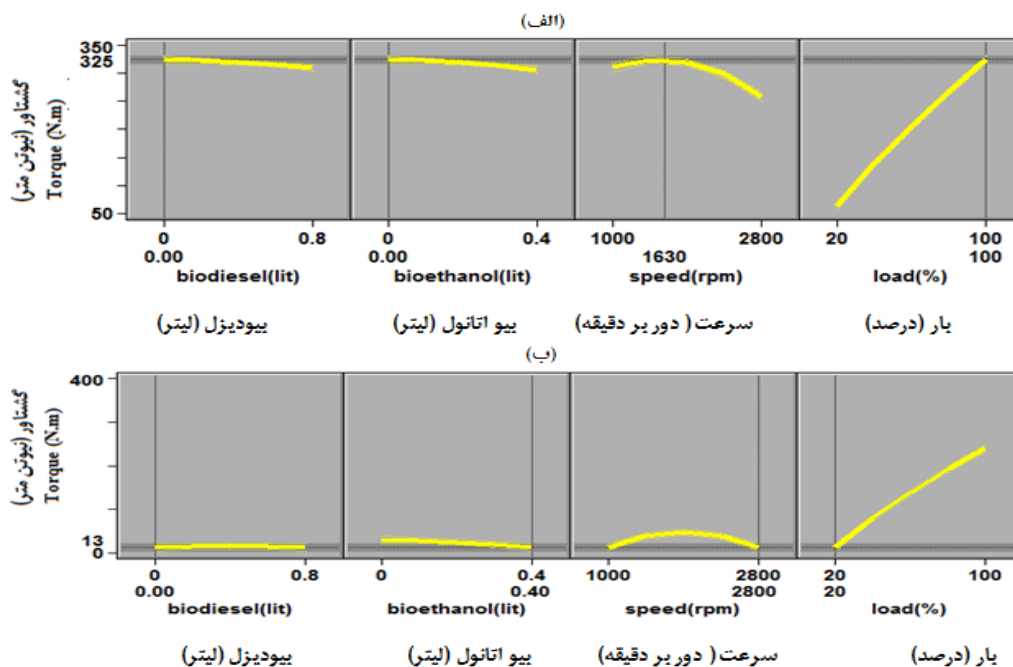 (الف)
350
325
50
گشتاور (نیوتن متر)
Torque (N.m)
0 0.8 0 0.4 1000 2800 20 100
0.00 0.00 1630 100
biodiesel(lit) bioethanol(lit) speed(rpm) load(%)
بیودیزل (لیتر) بیو اتانول (لیتر) سرعت ( دور بر دقیقه) بار (درصد)
(ب)
400
13
0
گشتاور (نیوتن متر)
Torque (N.m)
0 0.8 0 0.4 1000 2800 20 100
0.00 0.40 2800 20
biodiesel(lit) bioethanol(lit) speed(rpm) load(%)
بیودیزل (لیتر) بیو اتانول (لیتر) سرعت ( دور بر دقیقه) بار (درصد)